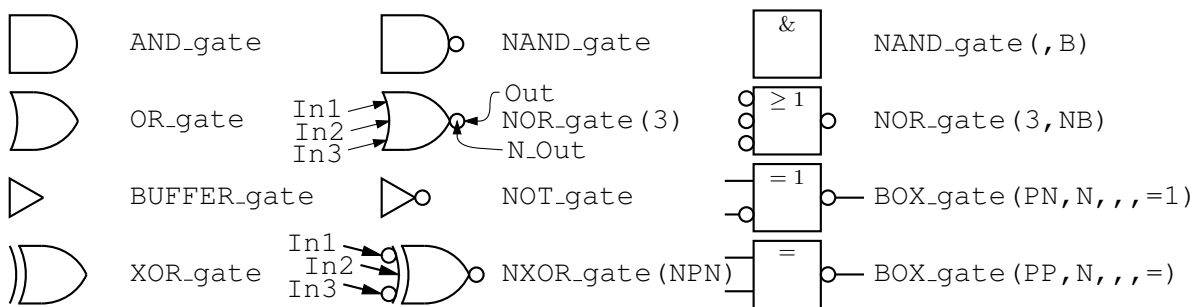 AND_gate NAND_gate & NAND_gate(,B)
In1 Out ≥ 1
OR_gate In2 NOR_gate(3) NOR_gate(3,NB)
In3 N_Out
BUFFER_gate NOT_gate = 1 BOX_gate(PN,N,,,=1)
In1
XOR_gate In2 NXOR_gate(NPN) = BOX_gate(PP,N,,,=)
In3